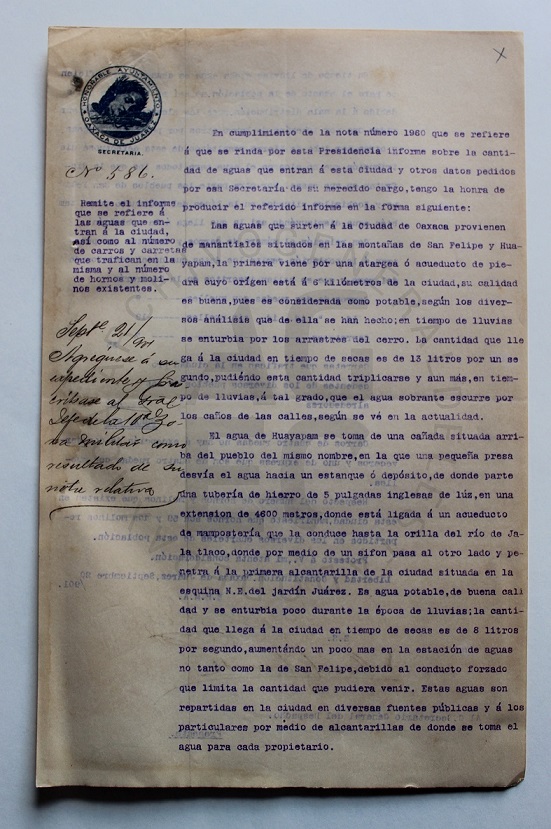 HONORABLE AYUNTAMIENTO
OAXACA DE JUAREZ
SECRETARIA.
No 586.
Remite el informe
que se refiere á
las aguas que en-
tran á la ciudad,
así como al número
de carros y carretas
que trafican en la
misma y al número
de hornos y moli-
nos existentes.
Septe 21/901
Agréguese á su
expediente y
al Gral
Jefe de la 10a Zo-
na Militar como
resultado de su
nota relativa
En cumplimiento de la nota número 1960 que se refiere
á que se rinda por esta Presidencia informe sobre la canti-
dad de aguas que entran á esta Ciudad y otros datos pedidos
por esa Secretaría de su merecido cargo,tengo la honra de
producir el referido informe en la forma siguiente:
Las aguas que surten á la Ciudad de Oaxaca provienen
de manantiales situados en las montañas de San Felipe y Hua-
yapam,la primera viene por una atargea ó acueducto de pie-
dra cuyo orígen está á 6 kilómetros de la ciudad,su calidad
es buena,pues es considerada como potable,según los diver-
sos análisis que de ella se han hecho;en tiempo de lluvias
se enturbia por los arrastres del cerro. La cantidad que lle
ga á la ciudad en tiempo de secas es de 13 litros por un se
gundo,pudiéndo esta cantidad triplicarse y aun más,en tiem-
po de lluvias,á tal grado,que el agua sobrante escurre por
los caños de las calles,según se vé en la actualidad.
El agua de Huayapam se toma de una cañada situada arri-
ba del pueblo del mismo nombre,en la que una pequeña presa
desvía el agua hacia un estanque ó depósito,de donde parte
una tubería de hierro de 5 pulgadas inglesas de luz,en una
extension de 4600 metros,donde está ligada á un acueducto
de mampostería que la conduce hasta la orilla del río de Ja-
la tlaco,donde por medio de un sifon pasa al otro lado y pe-
netra á la primera alcantarilla de la ciudad situada en la
esquina N.E.del jardín Juárez. Es agua potable,de buena cali
dad y se enturbia poco durante la época de lluvias;la canti-
dad que llega á la ciudad en tiempo de secas es de 8 litros
por segundo,aumentándo un poco mas en la estación de aguas
no tanto como la de San Felipe,debido al conducto forzado
que limita la cantidad que pudiera venir. Estas aguas son
repartidas en la ciudad en diversas fuentes públicas y á los
particulares por medio de alcantarillas de donde se toma el
agua para cada propietario.